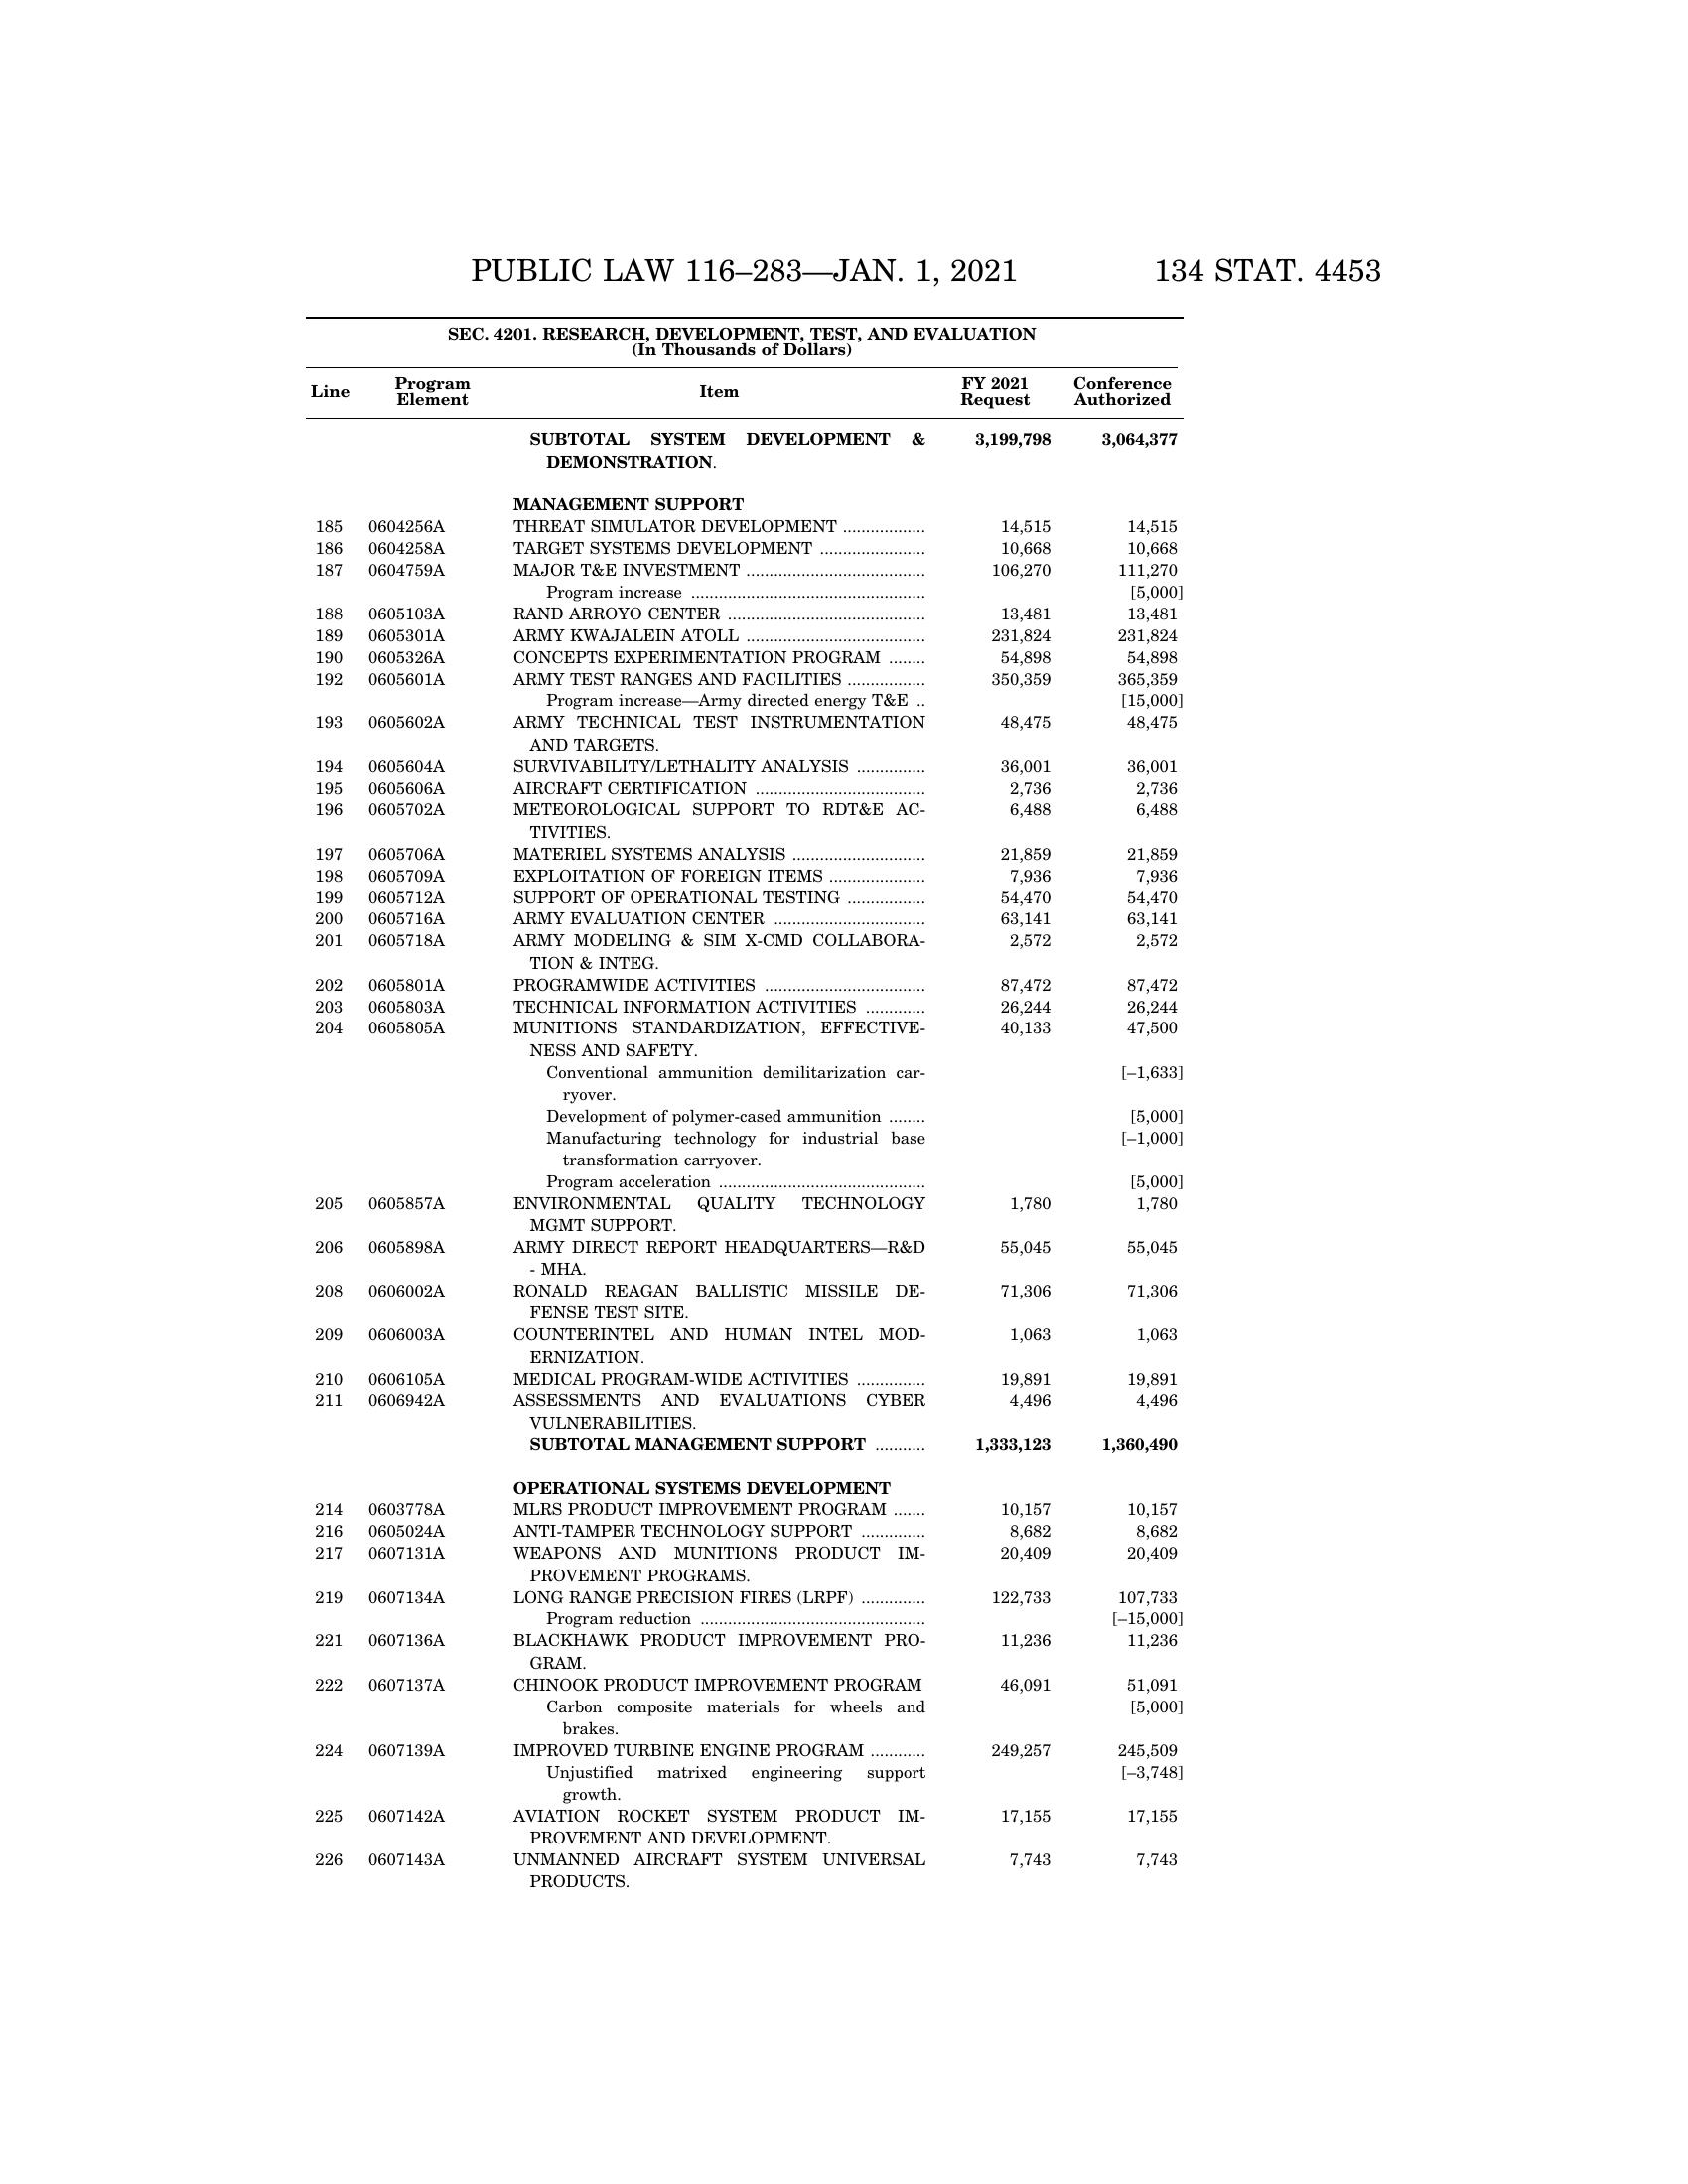 PUBLIC LAW 116–283—JAN. 1, 2021 134 STAT. 4453
SEC. 4201. RESEARCH, DEVELOPMENT, TEST, AND EVALUATION
(In Thousands of Dollars)
Line Program Element Item FY 2021 Request Conference Authorized
SUBTOTAL SYSTEM DEVELOPMENT & 3,199,798 3,064,377
DEMONSTRATION.
MANAGEMENT SUPPORT
185 0604256A THREAT SIMULATOR DEVELOPMENT .................. 14,515 14,515
186 0604258A TARGET SYSTEMS DEVELOPMENT ....................... 10,668 10,668
187 0604759A MAJOR T&E INVESTMENT ....................................... 106,270 111,270
Program increase ................................................... [5,000]
188 0605103A RAND ARROYO CENTER ........................................... 13,481 13,481
189 0605301A ARMY KWAJALEIN ATOLL ....................................... 231,824 231,824
190 0605326A CONCEPTS EXPERIMENTATION PROGRAM ........ 54,898 54,898
192 0605601A ARMY TEST RANGES AND FACILITIES ................. 350,359 365,359
Program increase—Army directed energy T&E .. [15,000]
193 0605602A ARMY TECHNICAL TEST INSTRUMENTATION 48,475 48,475
AND TARGETS.
194 0605604A SURVIVABILITY/LETHALITY ANALYSIS ............... 36,001 36,001
195 0605606A AIRCRAFT CERTIFICATION ..................................... 2,736 2,736
196 0605702A METEOROLOGICAL SUPPORT TO RDT&E AC- 6,488 6,488
TIVITIES.
197 0605706A MATERIEL SYSTEMS ANALYSIS ............................. 21,859 21,859
198 0605709A EXPLOITATION OF FOREIGN ITEMS ..................... 7,936 7,936
199 0605712A SUPPORT OF OPERATIONAL TESTING ................. 54,470 54,470
200 0605716A ARMY EVALUATION CENTER ................................. 63,141 63,141
201 0605718A ARMY MODELING & SIM X-CMD COLLABORA- 2,572 2,572
TION & INTEG.
202 0605801A PROGRAMWIDE ACTIVITIES ................................... 87,472 87,472
203 0605803A TECHNICAL INFORMATION ACTIVITIES ............. 26,244 26,244
204 0605805A MUNITIONS STANDARDIZATION, EFFECTIVE- 40,133 47,500
NESS AND SAFETY.
Conventional ammunition demilitarization car- [–1,633]
ryover.
Development of polymer-cased ammunition ........ [5,000]
Manufacturing technology for industrial base [–1,000]
transformation carryover.
Program acceleration ............................................. [5,000]
205 0605857A ENVIRONMENTAL QUALITY TECHNOLOGY 1,780 1,780
MGMT SUPPORT.
206 0605898A ARMY DIRECT REPORT HEADQUARTERS—R&D 55,045 55,045
- MHA.
208 0606002A RONALD REAGAN BALLISTIC MISSILE DE- 71,306 71,306
FENSE TEST SITE.
209 0606003A COUNTERINTEL AND HUMAN INTEL MOD- 1,063 1,063
ERNIZATION.
210 0606105A MEDICAL PROGRAM-WIDE ACTIVITIES ............... 19,891 19,891
211 0606942A ASSESSMENTS AND EVALUATIONS CYBER 4,496 4,496
VULNERABILITIES.
SUBTOTAL MANAGEMENT SUPPORT ........... 1,333,123 1,360,490
OPERATIONAL SYSTEMS DEVELOPMENT
214 0603778A MLRS PRODUCT IMPROVEMENT PROGRAM ....... 10,157 10,157
216 0605024A ANTI-TAMPER TECHNOLOGY SUPPORT .............. 8,682 8,682
217 0607131A WEAPONS AND MUNITIONS PRODUCT IM- 20,409 20,409
PROVEMENT PROGRAMS.
219 0607134A LONG RANGE PRECISION FIRES (LRPF) .............. 122,733 107,733
Program reduction ................................................. [–15,000]
221 0607136A BLACKHAWK PRODUCT IMPROVEMENT PRO- 11,236 11,236
GRAM.
222 0607137A CHINOOK PRODUCT IMPROVEMENT PROGRAM 46,091 51,091
Carbon composite materials for wheels and [5,000]
brakes.
224 0607139A IMPROVED TURBINE ENGINE PROGRAM ............ 249,257 245,509
Unjustified matrixed engineering support [–3,748]
growth.
225 0607142A AVIATION ROCKET SYSTEM PRODUCT IM- 17,155 17,155
PROVEMENT AND DEVELOPMENT.
226 0607143A UNMANNED AIRCRAFT SYSTEM UNIVERSAL 7,743 7,743
PRODUCTS.